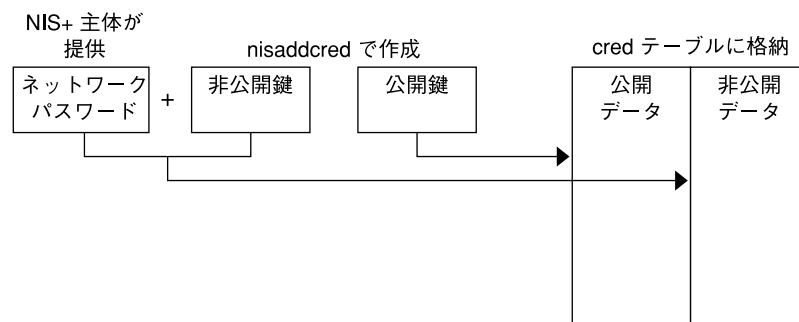 NIS+ 主体が
提供
nisaddcred で作成
cred テーブルに格納
ネットワーク
パスワード
+
非公開鍵
公開鍵
公開
データ
非公開
データ